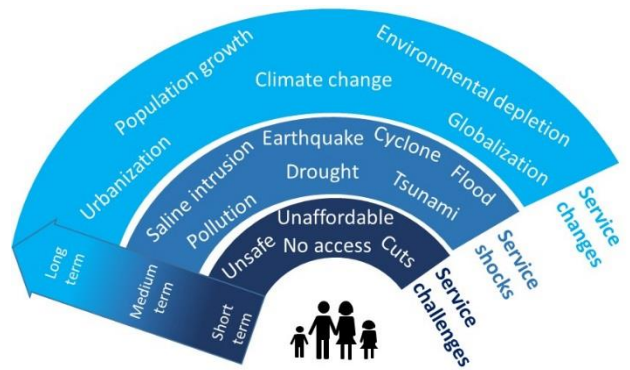 Population growth
Environmental depletion
Climate change
Urbanization
Globalization
Earthquake
Cyclone
Saline intrusion
Flood
Drought
Tsunami
Pollution
Unaffordable
Unsafe
No access
Cuts
Service
changes
Service
shocks
Service
challenges
Long
term
Medium
term
Short
term